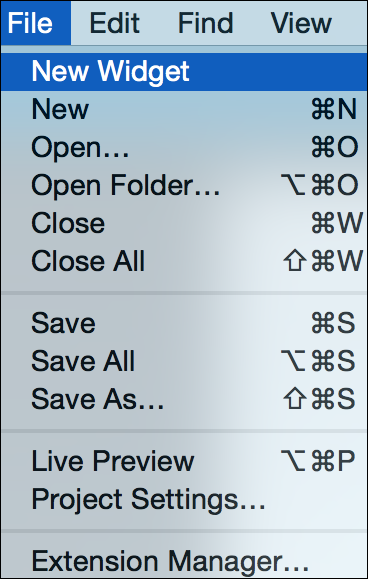 File Edit Find View
New Widget
New ⌘N
Open... ⌘O
Open Folder... ⌥⌘O
Close ⌘W
Close All ⇧⌘W
Save ⌘S
Save All ⌥⌘S
Save As... ⇧⌘S
Live Preview ⌥⌘P
Project Settings...
Extension Manager...